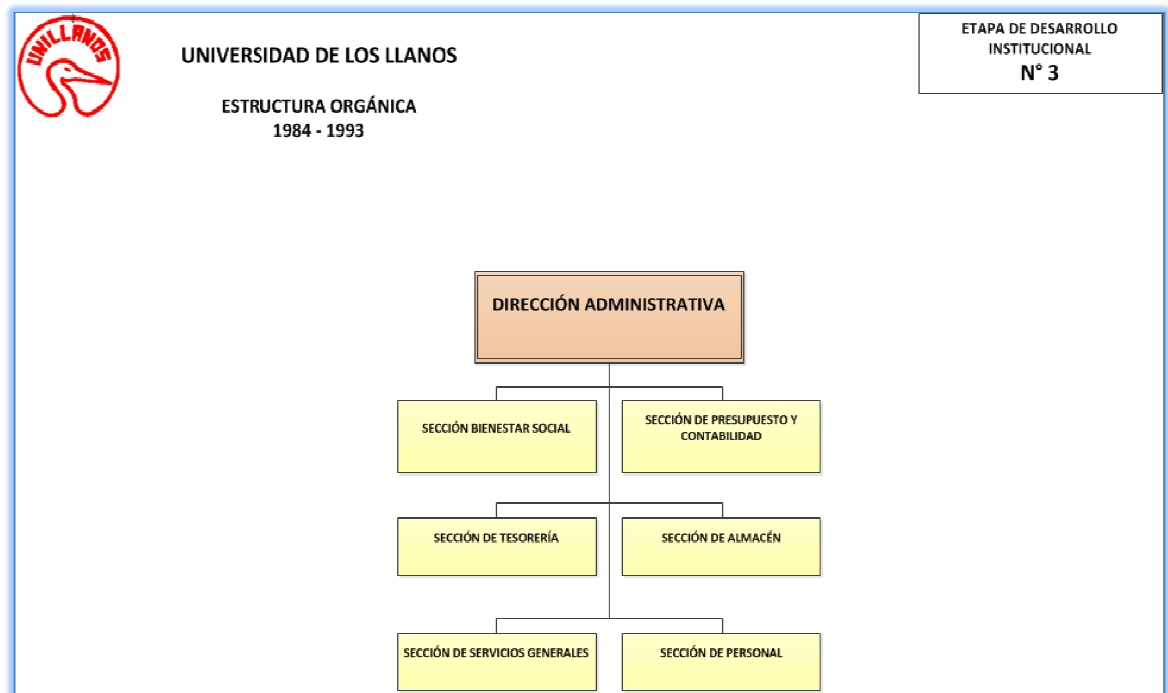 UNILLANOS
UNIVERSIDAD DE LOS LLANOS
ESTRUCTURA ORGÁNICA
1984 - 1993
ETAPA DE DESARROLLO
INSTITUCIONAL
N° 3
DIRECCIÓN ADMINISTRATIVA
SECCIÓN BIENESTAR SOCIAL
SECCIÓN DE PRESUPUESTO Y
CONTABILIDAD
SECCIÓN DE TESORERÍA
SECCIÓN DE ALMACÉN
SECCIÓN DE SERVICIOS GENERALES
SECCIÓN DE PERSONAL